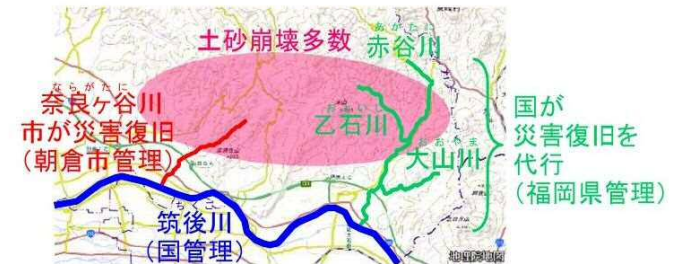 土砂崩壊多数
あかたに
赤谷川
ならがたに
奈良ヶ谷川
市が災害復旧
(朝倉市管理)
おおいし
乙石川
おおやま
大山川
国が
災害復旧を
代行
(福岡県管理)
ちくご
筑後川
(国管理)
地理院地図